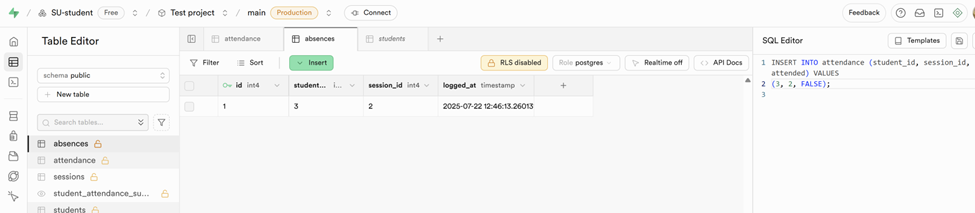 SU-student Free Test project main Production Connect Feedback
Table Editor
attendance absences students
SQL Editor Templates
Filter Sort Insert RLS disabled Role postgres Realtime off API Docs
schema public
New table
Search tables...
absences
attendance
sessions
student_attendance_su...
students
id int4 student... i... session_id int4 logged_at timestamp
1 3 2 2025-07-22 12:46:13.26013
1 INSERT INTO attendance (student_id, session_id,
attended) VALUES
2 (3, 2, FALSE);
3